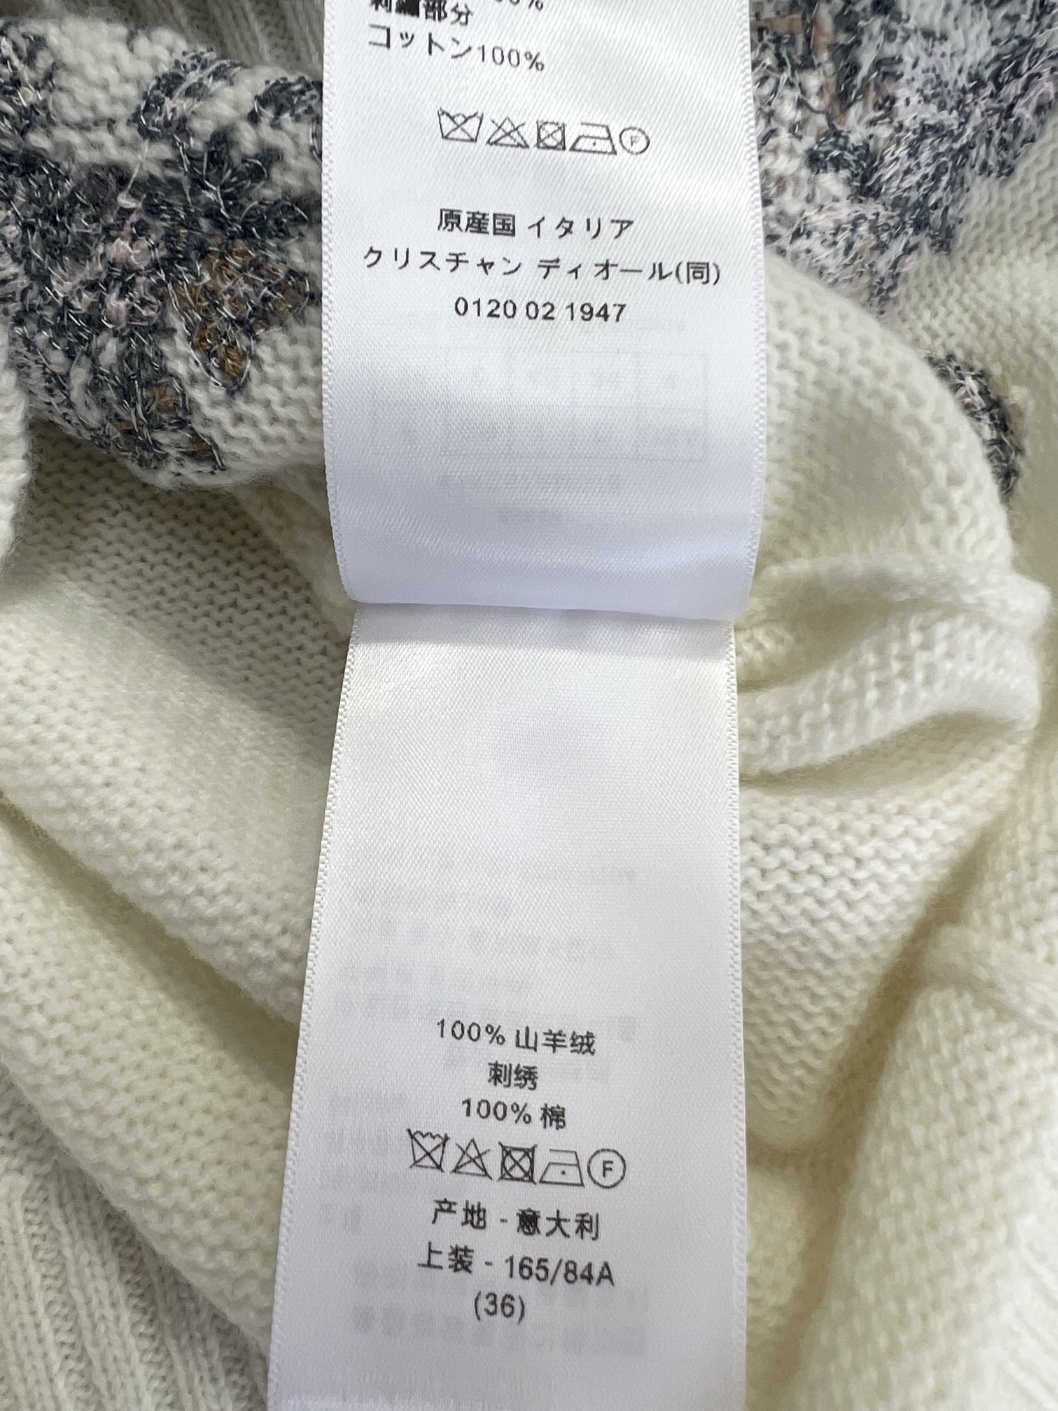 刺繍部分
コットン100%
F
原産国 イタリア
クリスチャン ディオール(同)
0120 02 1947
100% 山羊绒
刺绣
100% 棉
F
产地 - 意大利
上装 - 165/84A
(36)